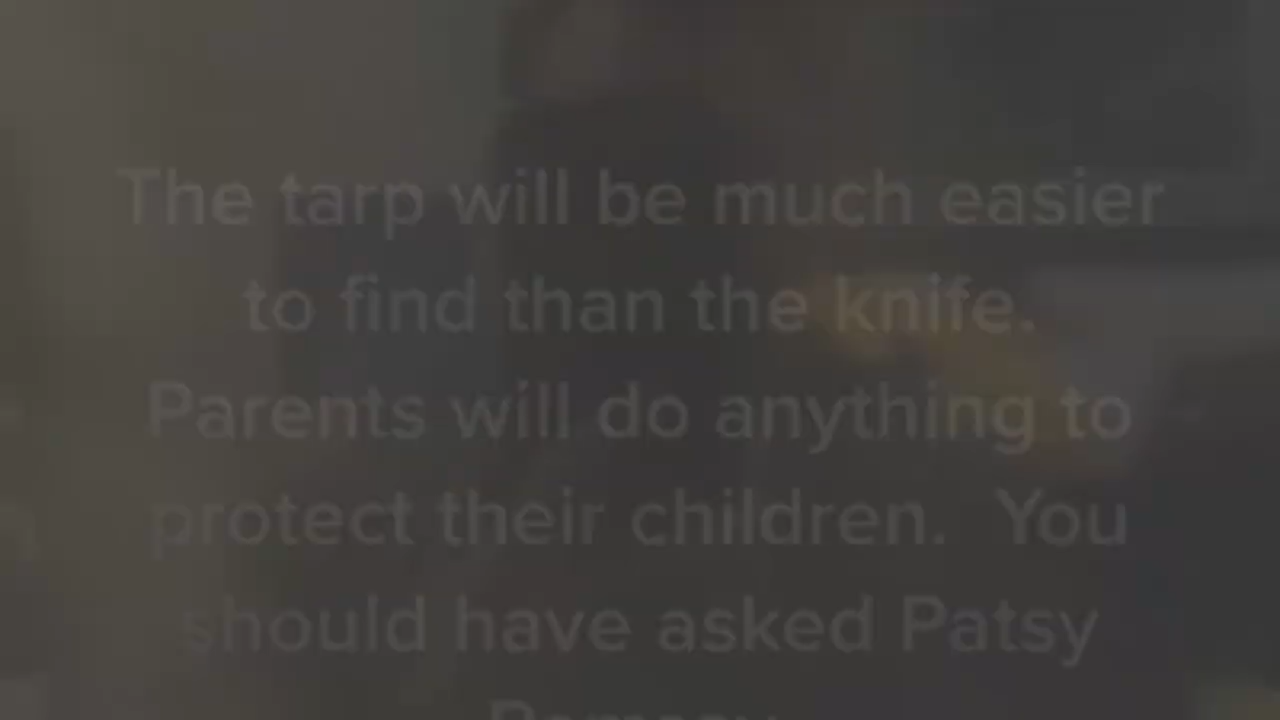 The tarp will be much easier
to find than the knife.
Parents will do anything to
protect their children.  You
should have asked Patsy